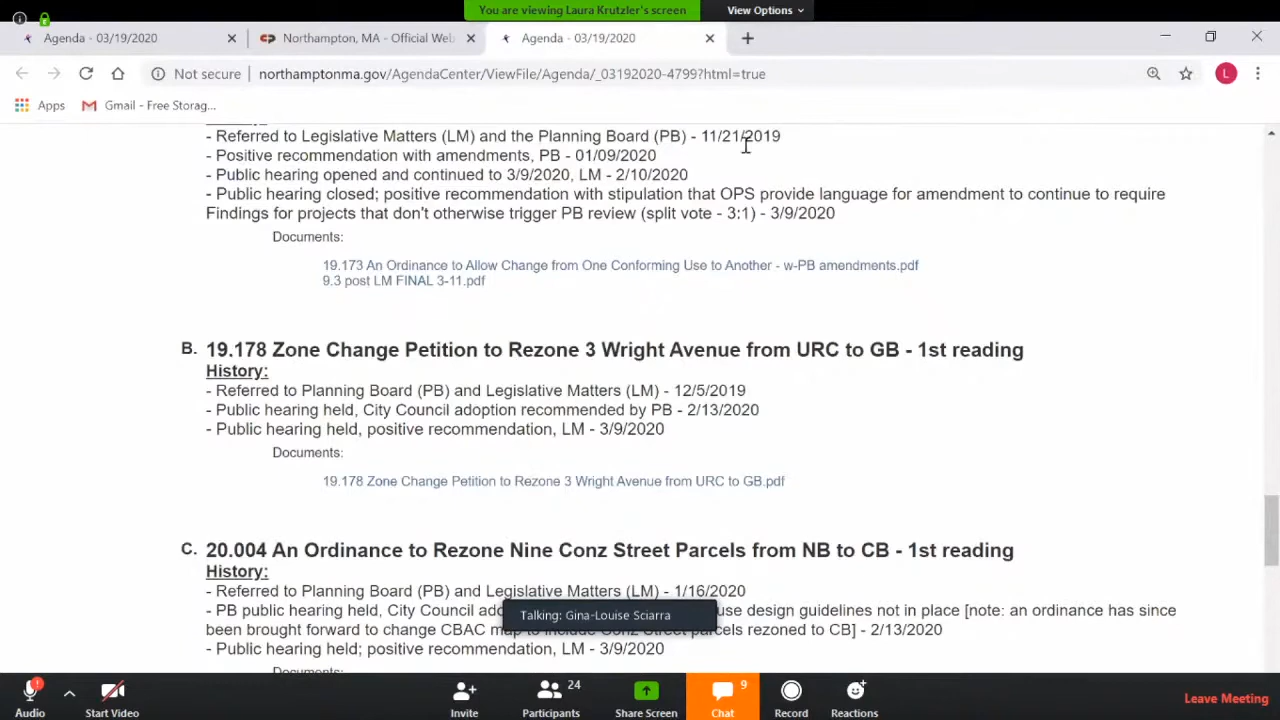 You are viewing Laura Krutzler's screen
View Options
Agenda - 03/19/2020
Northampton, MA - Official Web
Agenda - 03/19/2020
Not secure
northamptonma.gov/AgendaCenter/ViewFile/Agenda/_03192020-4799?html=true
L
Apps
Gmail - Free Storag...
- Referred to Legislative Matters (LM) and the Planning Board (PB) - 11/21/2019
- Positive recommendation with amendments, PB - 01/09/2020
- Public hearing opened and continued to 3/9/2020, LM - 2/10/2020
- Public hearing closed; positive recommendation with stipulation that OPS provide language for amendment to continue to require
Findings for projects that don't otherwise trigger PB review (split vote - 3:1) - 3/9/2020
Documents:
19.173 An Ordinance to Allow Change from One Conforming Use to Another - w-PB amendments.pdf
9.3 post LM FINAL 3-11.pdf
B. 19.178 Zone Change Petition to Rezone 3 Wright Avenue from URC to GB - 1st reading
History:
- Referred to Planning Board (PB) and Legislative Matters (LM) - 12/5/2019
- Public hearing held, City Council adoption recommended by PB - 2/13/2020
- Public hearing held, positive recommendation, LM - 3/9/2020
Documents:
19.178 Zone Change Petition to Rezone 3 Wright Avenue from URC to GB.pdf
C. 20.004 An Ordinance to Rezone Nine Conz Street Parcels from NB to CB - 1st reading
History:
- Referred to Planning Board (PB) and Legislative Matters (LM) - 1/16/2020
- PB public hearing held, City Council use design guidelines not in place [note: an ordinance has since
Talking: Gina-Louise Sciarra
been brought forward to change CBAC map to include Conz Street parcels rezoned to CB] - 2/13/2020
- Public hearing held; positive recommendation, LM - 3/9/2020
24
9
Audio
Start Video
Invite
Participants
Share Screen
Chat
Record
Reactions
Leave Meeting